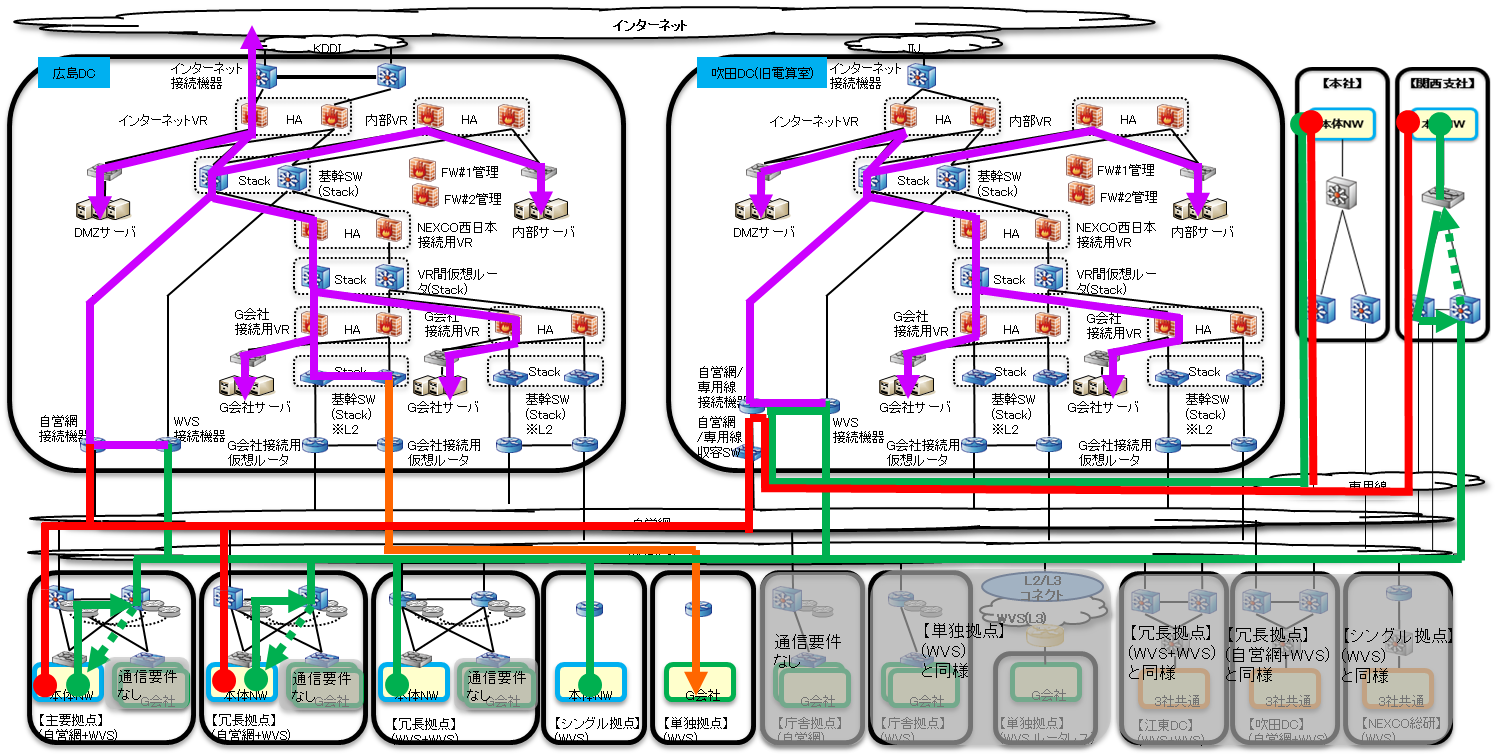 インターネット
KDDI
IIJ
広島DC
インターネット
接続機器
インターネットVR
HA
内部VR
HA
Stack
基幹SW
(Stack)
FW#1管理
FW#2管理
DMZサーバ
内部サーバ
HA
NEXCO西日本
接続用VR
Stack
VR間仮想ルー
タ(Stack)
G会社
接続用VR
HA
G会社
接続用VR
HA
Stack
Stack
G会社サーバ
基幹SW
(Stack)
※L2
G会社サーバ
基幹SW
(Stack)
※L2
自営網
接続機器
WVS
接続機器
G会社接続用
仮想ルータ
G会社接続用
仮想ルータ
吹田DC(旧電算室)
インターネット
接続機器
インターネットVR
HA
内部VR
HA
Stack
基幹SW
(Stack)
FW#1管理
FW#2管理
DMZサーバ
内部サーバ
HA
NEXCO西日本
接続用VR
Stack
VR間仮想ルー
タ(Stack)
G会社
接続用VR
HA
G会社
接続用VR
HA
自営網/
専用線
接続機器
Stack
Stack
G会社サーバ
基幹SW
(Stack)
※L2
G会社サーバ
基幹SW
(Stack)
※L2
自営網
/専用線
収容SW
WVS
接続機器
G会社接続用
仮想ルータ
G会社接続用
仮想ルータ
【本社】
本体NW
【関西支社】
本体NW
専用線
自営網
本体NW
通信要件
なし
G会社
【主要拠点】
(自営網+WVS)
本体NW
通信要件
なし
G会社
【冗長拠点】
(自営網+WVS)
本体NW
通信要件
なし
G会社
【冗長拠点】
(WVS+WVS)
本体NW
【シングル拠点】
(WVS)
G会社
【単独拠点】
(WVS)
通信要件
なし
G会社
【庁舎拠点】
(自営網)
【単独拠点】
(WVS)
と同様
G会社
【庁舎拠点】
(WVS)
L2/L3
コネクト
WVS(L3)
G会社
【単独拠点】
(WVSルータレス
【冗長拠点】
(WVS+WVS)
と同様
3社共通
【江東DC】
(WVS+WVS)
【冗長拠点】
(自営網+WVS)
と同様
3社共通
【吹田DC】
(自営網+WVS)
【シングル拠点】
(WVS)
と同様
3社共通
【NEXCO総研】
(WVS)